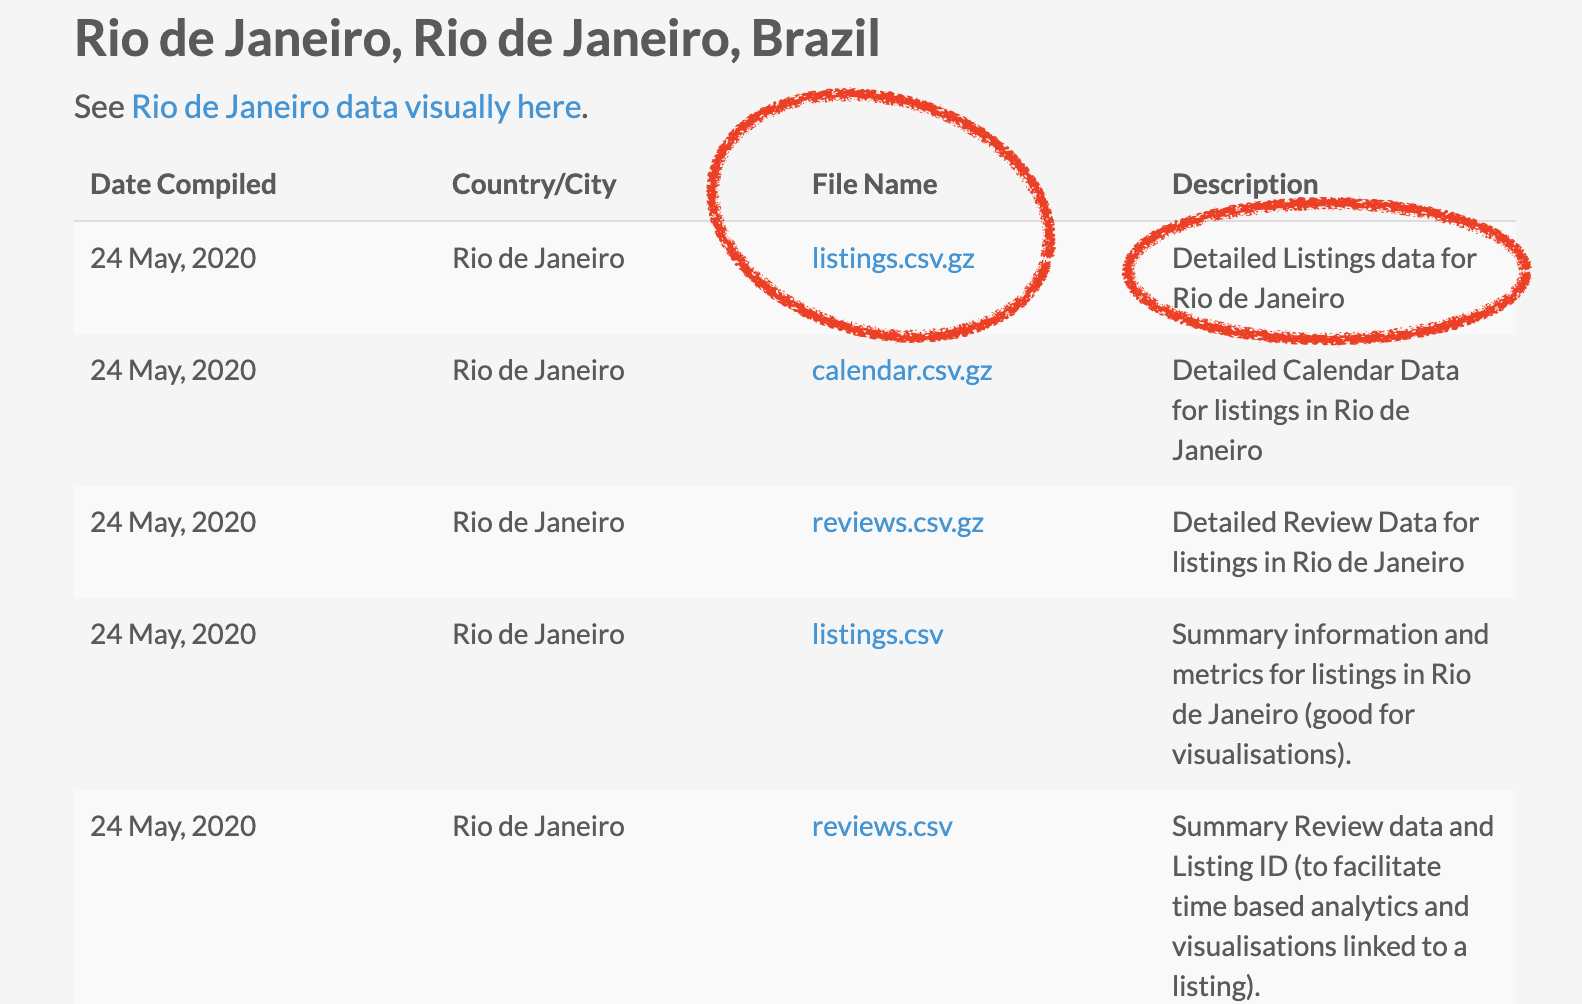 Rio de Janeiro, Rio de Janeiro, Brazil
See Rio de Janeiro data visually here.
Date Compiled Country/City File Name Description
24 May, 2020 Rio de Janeiro listings.csv.gz Detailed Listings data for
Rio de Janeiro
24 May, 2020 Rio de Janeiro calendar.csv.gz Detailed Calendar Data
for listings in Rio de
Janeiro
24 May, 2020 Rio de Janeiro reviews.csv.gz Detailed Review Data for
listings in Rio de Janeiro
24 May, 2020 Rio de Janeiro listings.csv Summary information and
metrics for listings in Rio
de Janeiro (good for
visualisations).
24 May, 2020 Rio de Janeiro reviews.csv Summary Review data and
Listing ID (to facilitate
time based analytics and
visualisations linked to a
listing).